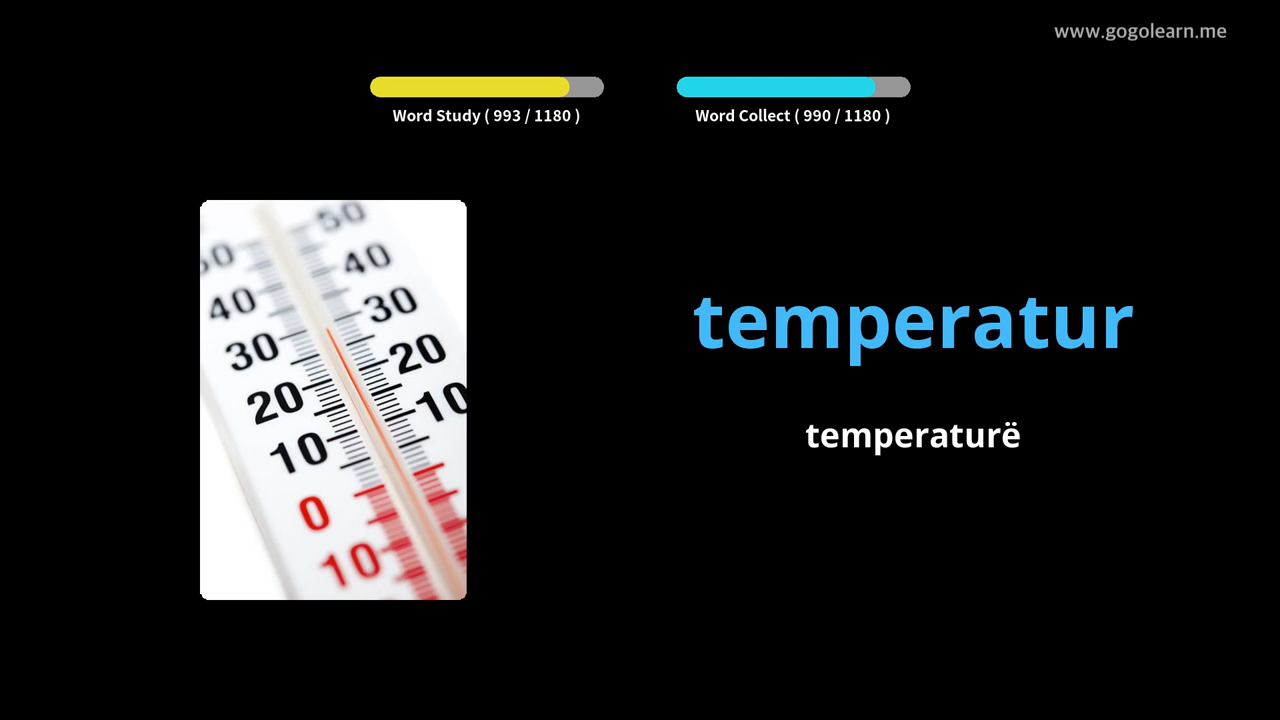 www.gogolearn.me
Word Study ( 993 / 1180 )
Word Collect ( 990 / 1180 )
temperatur
temperaturë
50
50
40
40
30
30
20
20
10
10
0
10